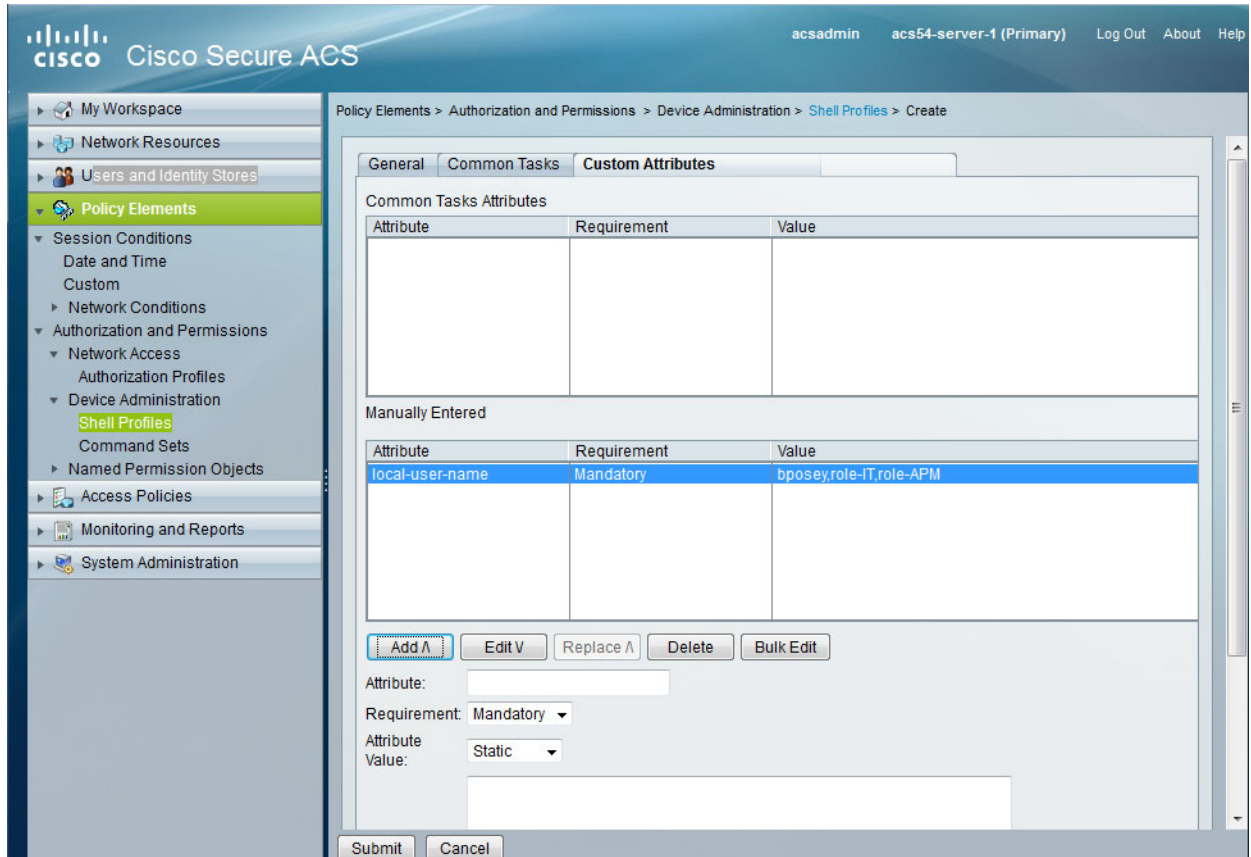 cisco Cisco Secure ACS
acsadmin acs54-server-1 (Primary) Log Out About Help
My Workspace
Network Resources
Users and Identity Stores
Policy Elements
Session Conditions
Date and Time
Custom
Network Conditions
Authorization and Permissions
Network Access
Authorization Profiles
Device Administration
Shell Profiles
Command Sets
Named Permission Objects
Access Policies
Monitoring and Reports
System Administration
Policy Elements > Authorization and Permissions > Device Administration > Shell Profiles > Create
General Common Tasks Custom Attributes
Common Tasks Attributes
Attribute Requirement Value
Manually Entered
Attribute Requirement Value
local-user-name Mandatory bposey,role-IT,role-APM
Add /\ Edit \/ Replace /\ Delete Bulk Edit
Attribute:
Requirement: Mandatory
Attribute
Value: Static
Submit Cancel